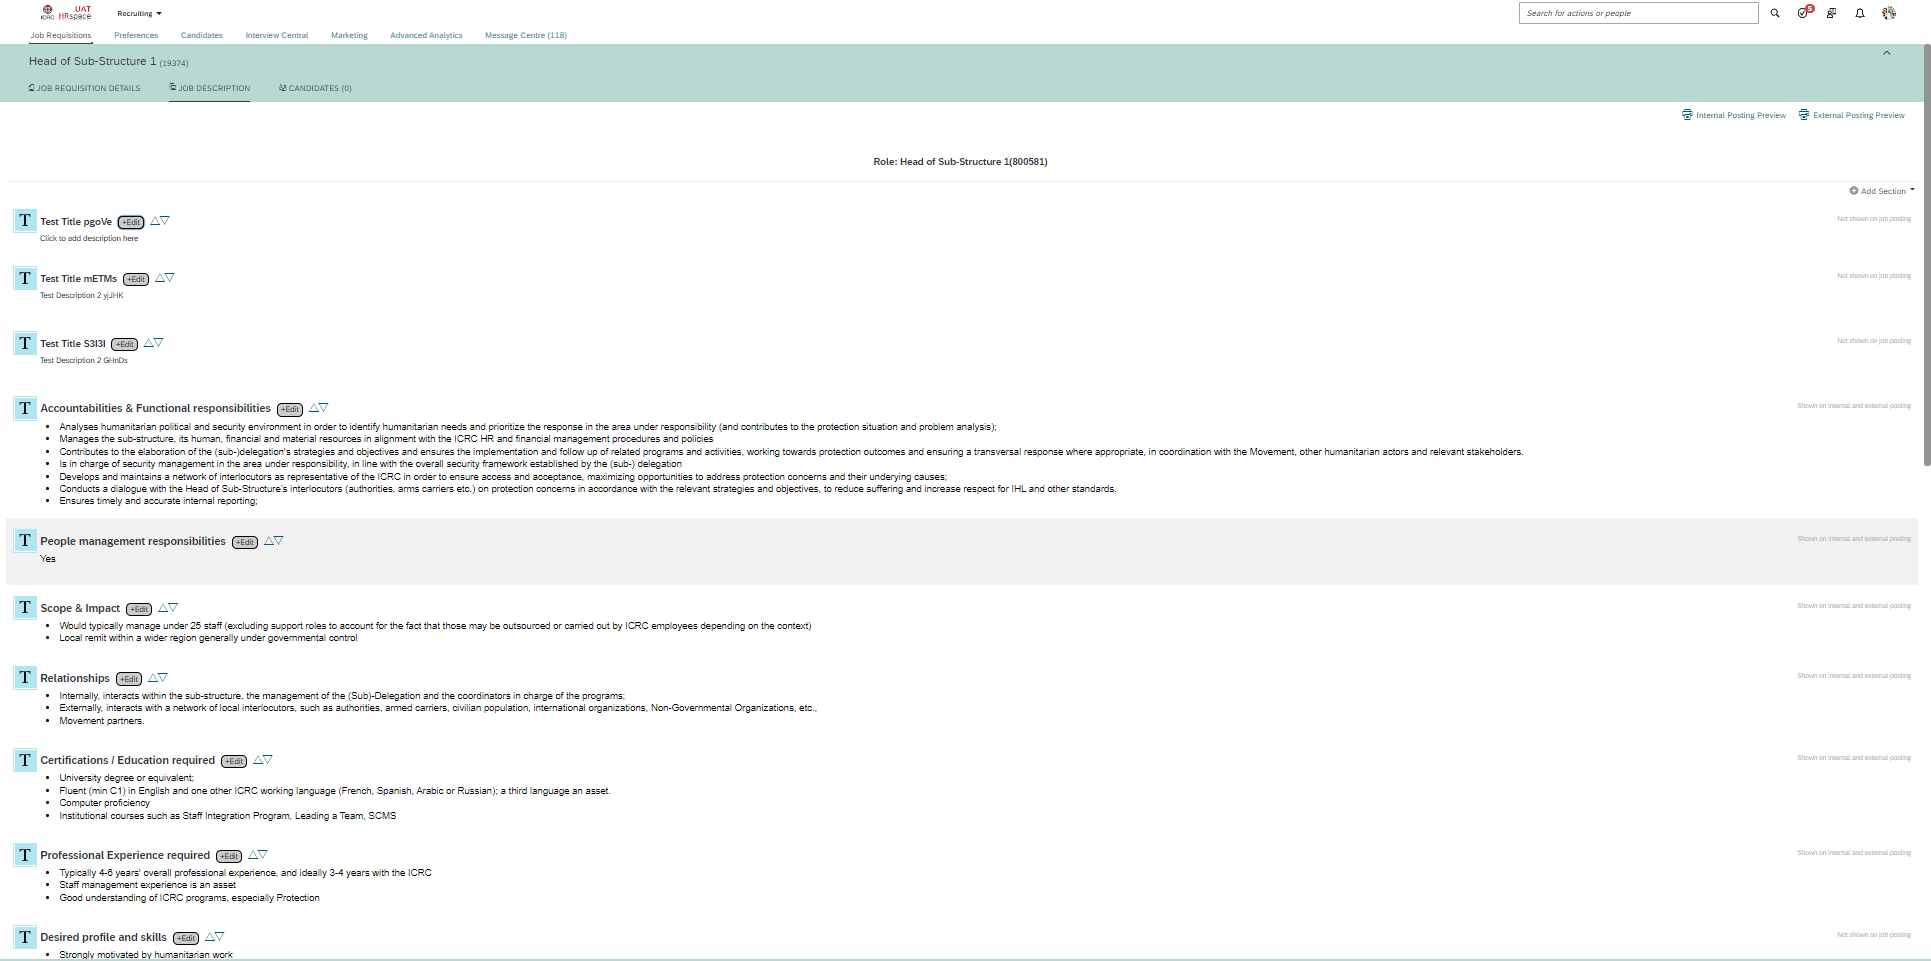 ICRC UAT HRspace
Recruiting
Search for actions or people
5
Job Requisitions Preferences Candidates Interview Central Marketing Advanced Analytics Message Centre (118)
Head of Sub-Structure 1 (19374)
JOB REQUISITION DETAILS JOB DESCRIPTION CANDIDATES (0)
Internal Posting Preview External Posting Preview
Role: Head of Sub-Structure 1(800581)
Add Section
T Test Title pgoVe +Edit
Not shown on job posting
Click to add description here
T Test Title mETMs +Edit
Not shown on job posting
Test Description 2 yjJHK
T Test Title S3I3I +Edit
Not shown on job posting
Test Description 2 GHnDs
T Accountabilities & Functional responsibilities +Edit
Shown on internal and external posting
• Analyses humanitarian political and security environment in order to identify humanitarian needs and prioritize the response in the area under responsibility (and contributes to the protection situation and problem analysis);
• Manages the sub-structure, its human, financial and material resources in alignment with the ICRC HR and financial management procedures and policies
• Contributes to the elaboration of the (sub-)delegation's strategies and objectives and ensures the implementation and follow up of related programs and activities, working towards protection outcomes and ensuring a transversal response where appropriate, in coordination with the Movement, other humanitarian actors and relevant stakeholders.
• Is in charge of security management in the area under responsibility, in line with the overall security framework established by the (sub-) delegation
• Develops and maintains a network of interlocutors as representative of the ICRC in order to ensure access and acceptance, maximizing opportunities to address protection concerns and their underlying causes;
• Conducts a dialogue with the Head of Sub-Structure's interlocutors (authorities, arms carriers etc.) on protection concerns in accordance with the relevant strategies and objectives, to reduce suffering and increase respect for IHL and other standards.
• Ensures timely and accurate internal reporting;
T People management responsibilities +Edit
Shown on internal and external posting
Yes
T Scope & Impact +Edit
Shown on internal and external posting
• Would typically manage under 25 staff (excluding support roles to account for the fact that those may be outsourced or carried out by ICRC employees depending on the context)
• Local remit within a wider region generally under governmental control
T Relationships +Edit
Shown on internal and external posting
• Internally, interacts within the sub-structure, the management of the (Sub)-Delegation and the coordinators in charge of the programs;
• Externally, interacts with a network of local interlocutors, such as authorities, armed carriers, civilian population, international organizations, Non-Governmental Organizations, etc.,
• Movement partners.
T Certifications / Education required +Edit
Shown on internal and external posting
• University degree or equivalent;
• Fluent (min C1) in English and one other ICRC working language (French, Spanish, Arabic or Russian); a third language an asset.
• Computer proficiency
• Institutional courses such as Staff Integration Program, Leading a Team, SCMS
T Professional Experience required +Edit
Shown on internal and external posting
• Typically 4-6 years' overall professional experience, and ideally 3-4 years with the ICRC
• Staff management experience is an asset
• Good understanding of ICRC programs, especially Protection
T Desired profile and skills +Edit
Not shown on job posting
• Strongly motivated by humanitarian work